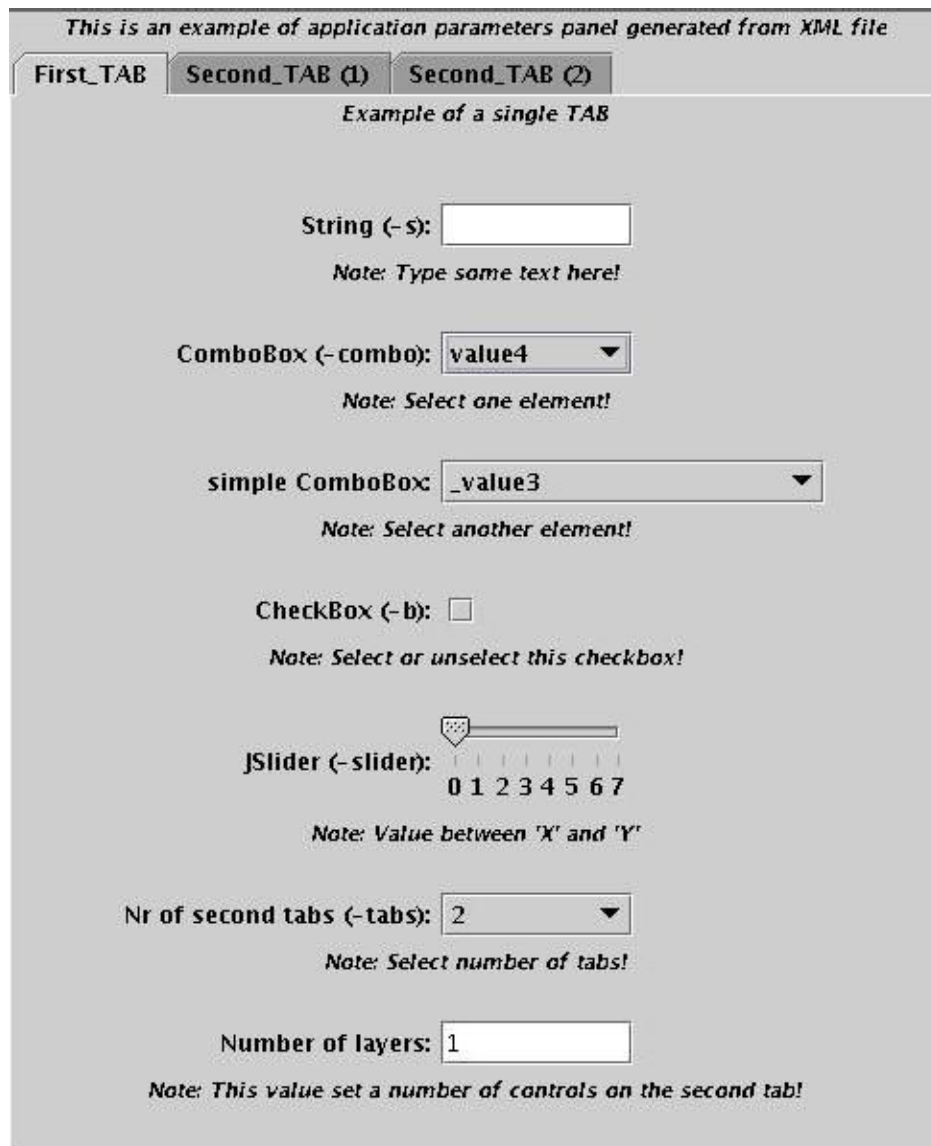 This is an example of application parameters panel generated from XML file
First_TAB Second_TAB (1) Second_TAB (2)
Example of a single TAB
String (-s):
Note: Type some text here!
ComboBox (-combo): value4
Note: Select one element!
simple ComboBox: _value3
Note: Select another element!
CheckBox (-b):
Note: Select or unselect this checkbox!
JSlider (-slider):
0 1 2 3 4 5 6 7
Note: Value between 'X' and 'Y'
Nr of second tabs (-tabs): 2
Note: Select number of tabs!
Number of layers: 1
Note: This value set a number of controls on the second tab!